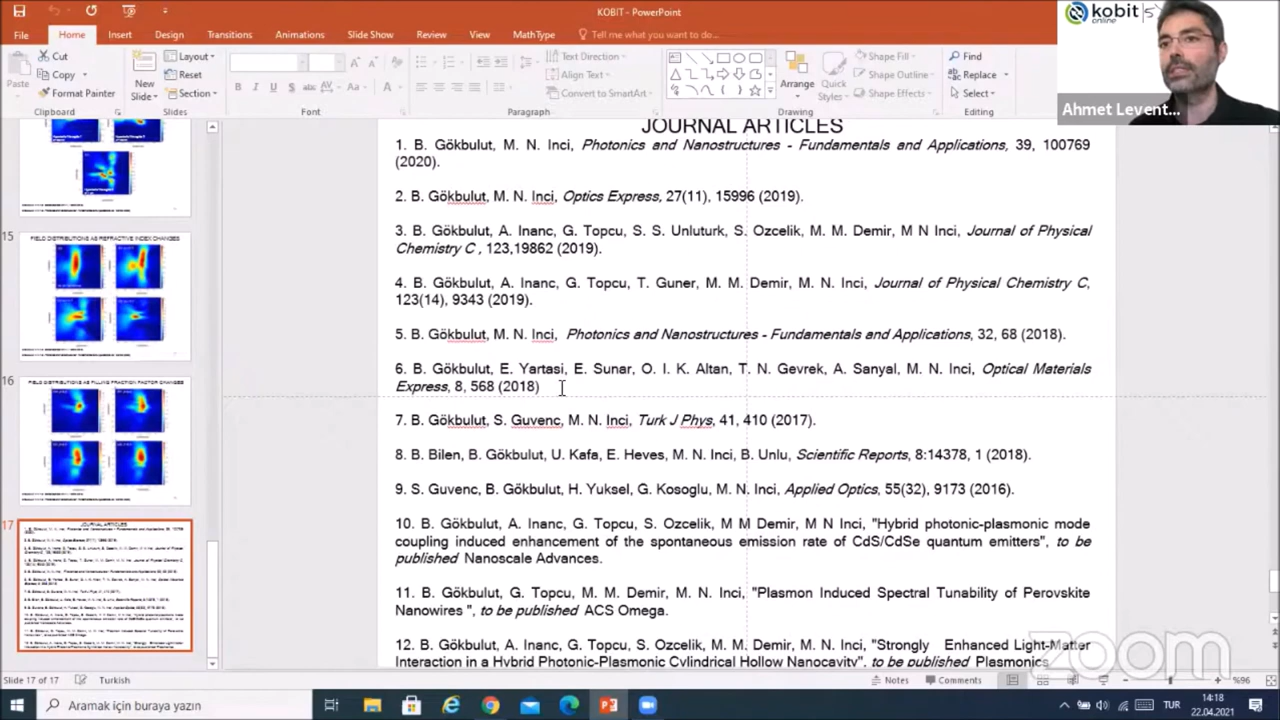 KOBIT - PowerPoint
kobit
online
File Home Insert Design Transitions Animations Slide Show Review View MathType Tell me what you want to do...
Paste
Cut
Copy
Format Painter
Clipboard
New
Slide
Layout
Reset
Section
Slides
Font
Text Direction
Align Text
Convert to SmartArt
Paragraph
Arrange
Quick
Styles
Shape Fill
Shape Outline
Shape Effects
Drawing
Find
Replace
Select
Editing
Ahmet Levent...
15
FIELD DISTRIBUTIONS AS REFRACTIVE INDEX CHANGES
16
FIELD DISTRIBUTIONS AS FILLING FRACTION FACTOR CHANGES
17
JOURNAL ARTICLES
JOURNAL ARTICLES
1. B. Gökbulut, M. N. Inci, Photonics and Nanostructures - Fundamentals and Applications, 39, 100769
(2020).
2. B. Gökbulut, M. N. Inci, Optics Express, 27(11), 15996 (2019).
3. B. Gökbulut, A. Inanc, G. Topcu, S. S. Unluturk, S. Ozcelik, M. M. Demir, M N Inci, Journal of Physical
Chemistry C , 123,19862 (2019).
4. B. Gökbulut, A. Inanc, G. Topcu, T. Guner, M. M. Demir, M. N. Inci, Journal of Physical Chemistry C,
123(14), 9343 (2019).
5. B. Gökbulut, M. N. Inci, Photonics and Nanostructures - Fundamentals and Applications, 32, 68 (2018).
6. B. Gökbulut, E. Yartasi, E. Sunar, O. I. K. Altan, T. N. Gevrek, A. Sanyal, M. N. Inci, Optical Materials
Express, 8, 568 (2018)
7. B. Gökbulut, S. Guvenc, M. N. Inci, Turk J Phys, 41, 410 (2017).
8. B. Bilen, B. Gökbulut, U. Kafa, E. Heves, M. N. Inci, B. Unlu, Scientific Reports, 8:14378, 1 (2018).
9. S. Guvenc, B. Gökbulut, H. Yuksel, G. Kosoglu, M. N. Inci, Applied Optics, 55(32), 9173 (2016).
10. B. Gökbulut, A. Inanc, G. Topcu, S. Ozcelik, M. M. Demir, M. N. Inci, "Hybrid photonic-plasmonic mode
coupling induced enhancement of the spontaneous emission rate of CdS/CdSe quantum emitters", to be
published Nanoscale Advances.
11. B. Gökbulut, G. Topcu, M. M. Demir, M. N. Inci, "Plasmon Induced Spectral Tunability of Perovskite
Nanowires ", to be published ACS Omega.
12. B. Gökbulut, A. Inanc, G. Topcu, S. Ozcelik, M. M. Demir, M. N. Inci, "Strongly Enhanced Light-Matter
Interaction in a Hybrid Photonic-Plasmonic Cylindrical Hollow Nanocavity", to be published Plasmonics
zoom
Slide 17 of 17 Turkish Notes Comments %96
Aramak için buraya yazın
TUR
14:18
22.04.2021